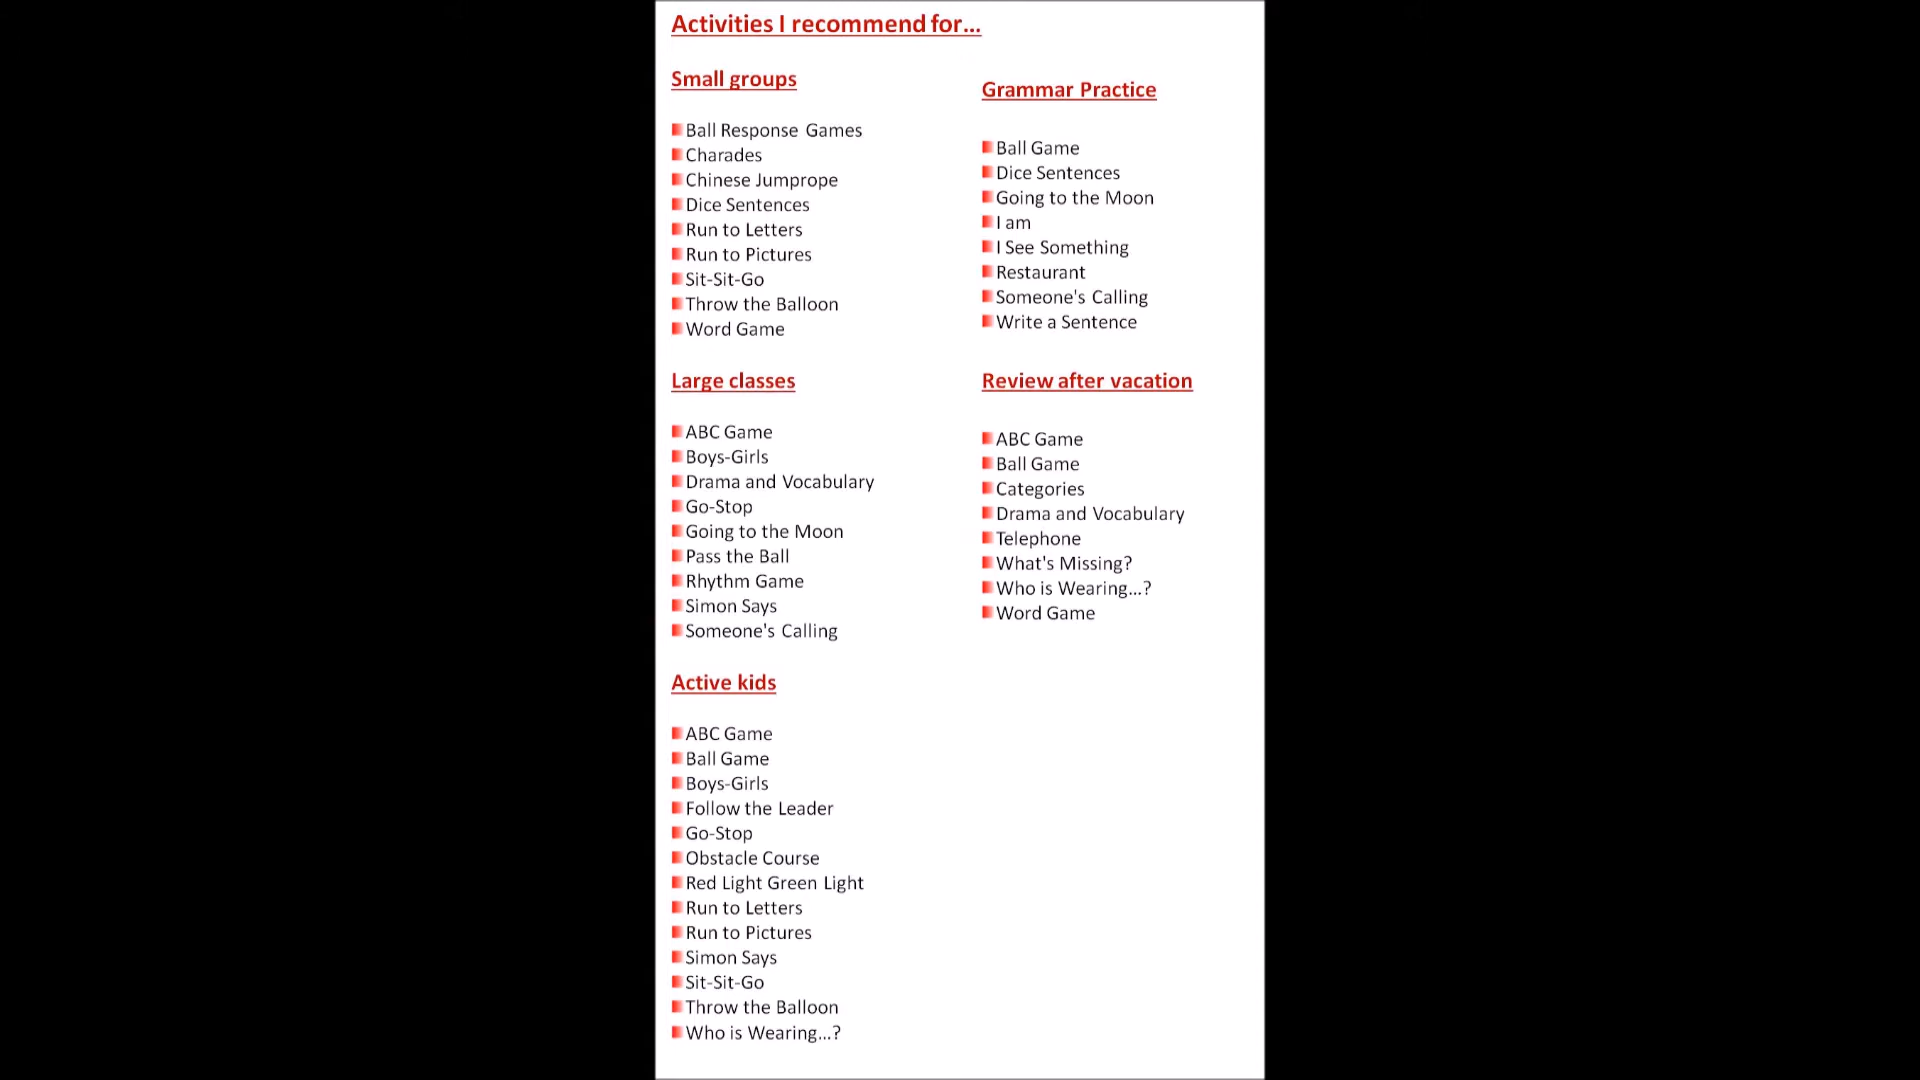 Activities I recommend for...
Small groups
Ball Response Games
Charades
Chinese Jumprope
Dice Sentences
Run to Letters
Run to Pictures
Sit-Sit-Go
Throw the Balloon
Word Game
Large classes
ABC Game
Boys-Girls
Drama and Vocabulary
Go-Stop
Going to the Moon
Pass the Ball
Rhythm Game
Simon Says
Someone's Calling
Active kids
ABC Game
Ball Game
Boys-Girls
Follow the Leader
Go-Stop
Obstacle Course
Red Light Green Light
Run to Letters
Run to Pictures
Simon Says
Sit-Sit-Go
Throw the Balloon
Who is Wearing...?
Grammar Practice
Ball Game
Dice Sentences
Going to the Moon
I am
I See Something
Restaurant
Someone's Calling
Write a Sentence
Review after vacation
ABC Game
Ball Game
Categories
Drama and Vocabulary
Telephone
What's Missing?
Who is Wearing...?
Word Game